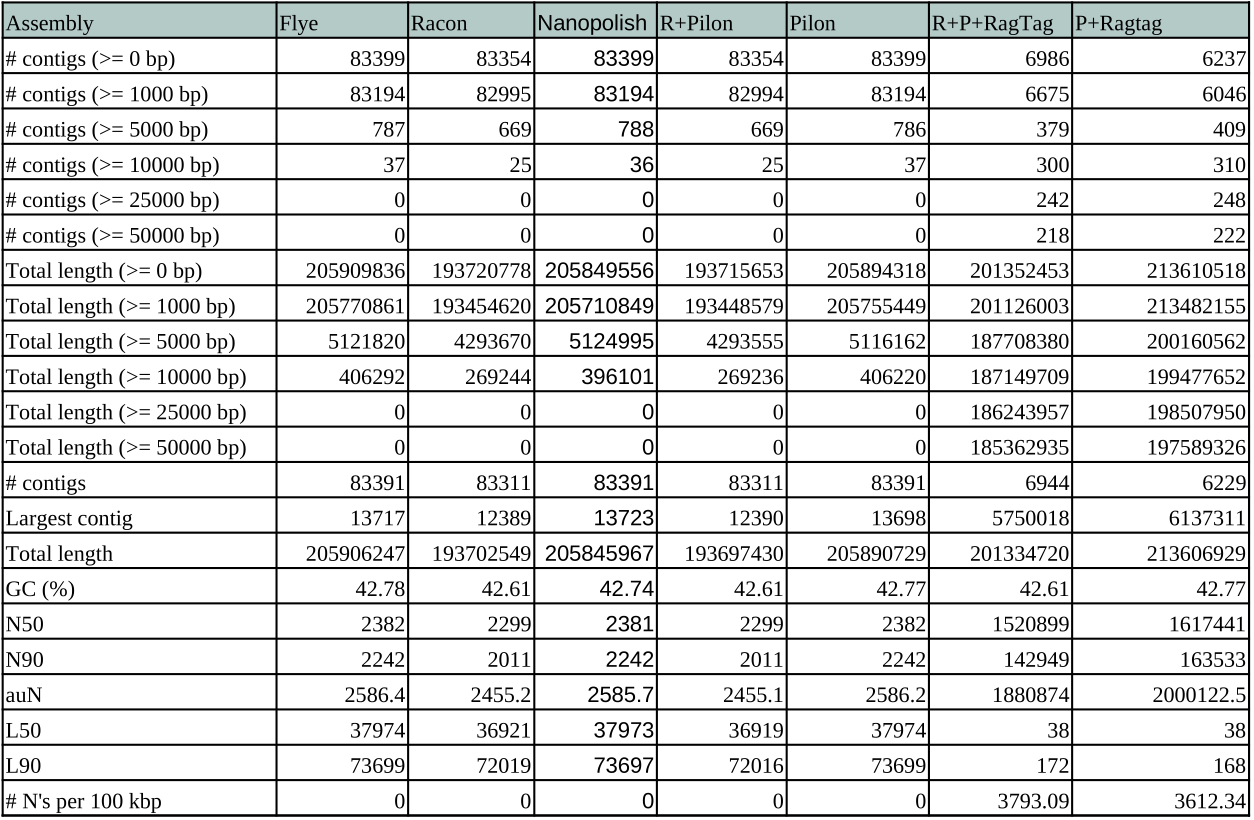 Assembly Flye Racon Nanopolish R+Pilon Pilon R+P+RagTag P+Ragtag
# contigs (>= 0 bp) 83399 83354 83399 83354 83399 6986 6237
# contigs (>= 1000 bp) 83194 82995 83194 82994 83194 6675 6046
# contigs (>= 5000 bp) 787 669 788 669 786 379 409
# contigs (>= 10000 bp) 37 25 36 25 37 300 310
# contigs (>= 25000 bp) 0 0 0 0 0 242 248
# contigs (>= 50000 bp) 0 0 0 0 0 218 222
Total length (>= 0 bp) 205909836 193720778 205849556 193715653 205894318 201352453 213610518
Total length (>= 1000 bp) 205770861 193454620 205710849 193448579 205755449 201126003 213482155
Total length (>= 5000 bp) 5121820 4293670 5124995 4293555 5116162 187708380 200160562
Total length (>= 10000 bp) 406292 269244 396101 269236 406220 187149709 199477652
Total length (>= 25000 bp) 0 0 0 0 0 186243957 198507950
Total length (>= 50000 bp) 0 0 0 0 0 185362935 197589326
# contigs 83391 83311 83391 83311 83391 6944 6229
Largest contig 13717 12389 13723 12390 13698 5750018 6137311
Total length 205906247 193702549 205845967 193697430 205890729 201334720 213606929
GC (%) 42.78 42.61 42.74 42.61 42.77 42.61 42.77
N50 2382 2299 2381 2299 2382 1520899 1617441
N90 2242 2011 2242 2011 2242 142949 163533
auN 2586.4 2455.2 2585.7 2455.1 2586.2 1880874 2000122.5
L50 37974 36921 37973 36919 37974 38 38
L90 73699 72019 73697 72016 73699 172 168
# N's per 100 kbp 0 0 0 0 0 3793.09 3612.34